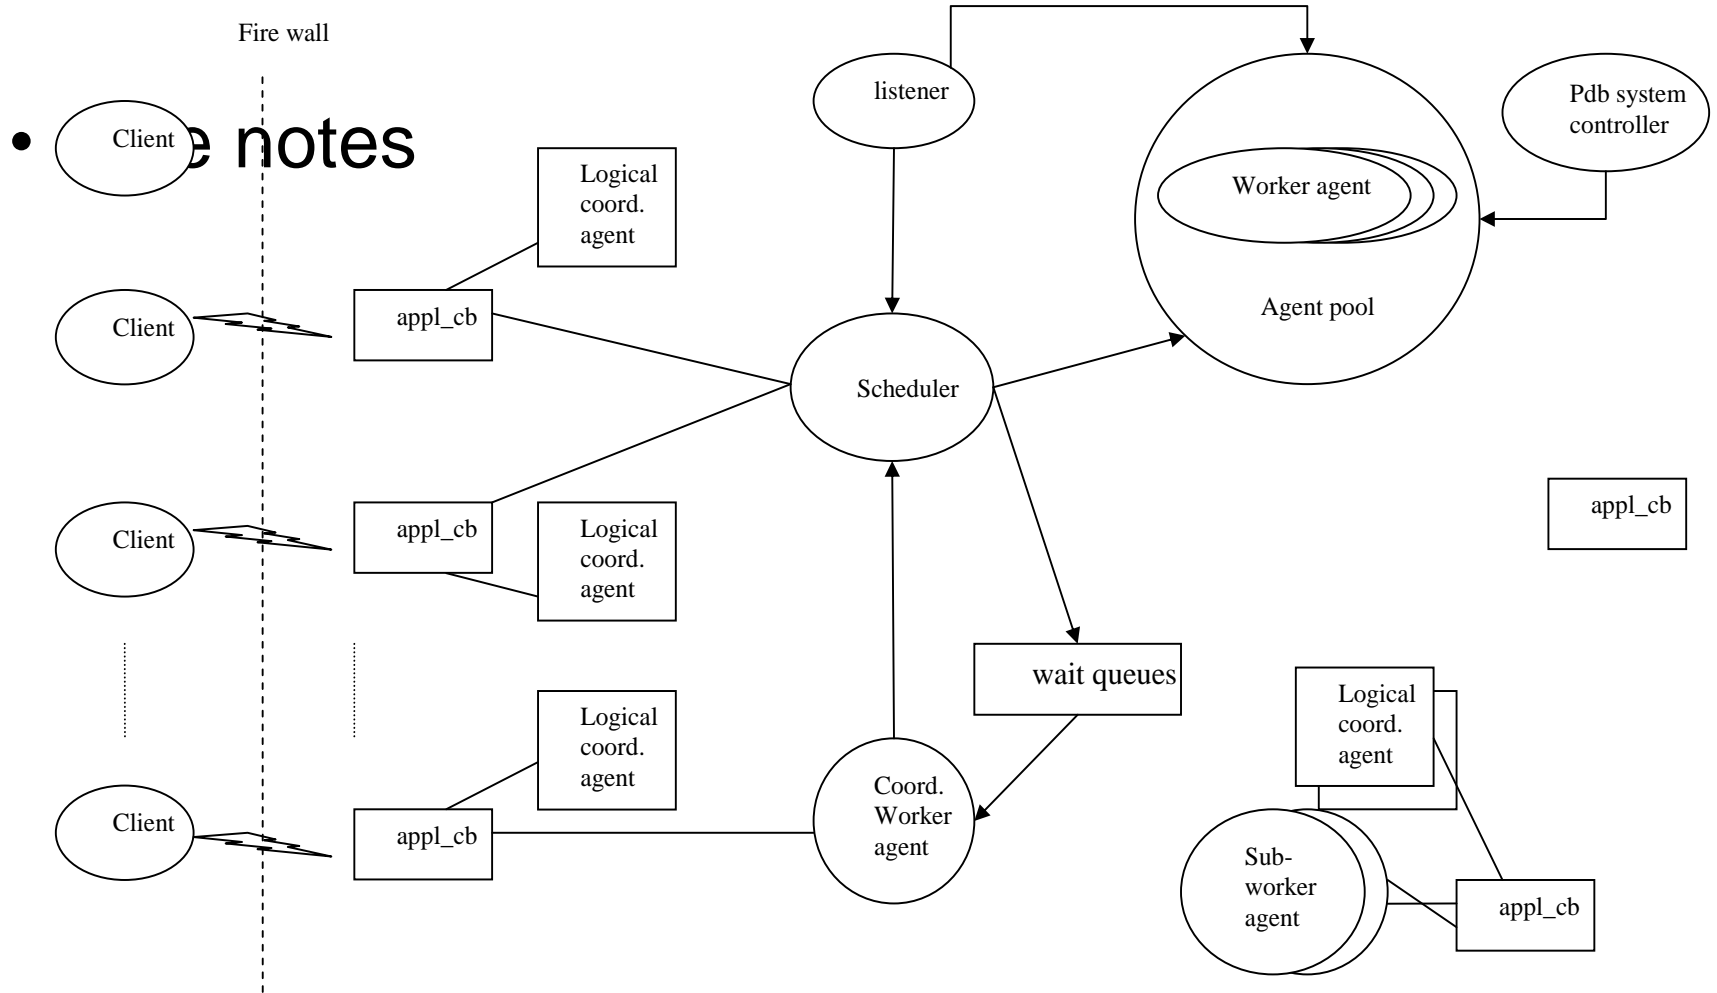 Fire wall
listener
Pdb system
controller
Client
notes
Logical
coord.
agent
Worker agent
Client
appl_cb
Agent pool
Scheduler
Client
appl_cb
Logical
coord.
agent
appl_cb
wait queues
Logical
coord.
agent
Logical
coord.
agent
Client
appl_cb
Coord.
Worker
agent
Sub-
worker
agent
appl_cb